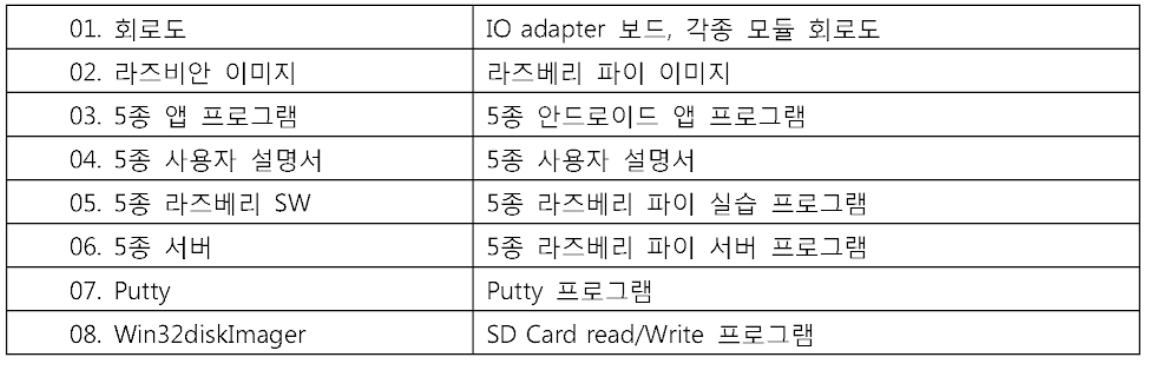 01. 회로도 IO adapter 보드, 각종 모듈 회로도
02. 라즈비안 이미지 라즈베리 파이 이미지
03. 5종 앱 프로그램 5종 안드로이드 앱 프로그램
04. 5종 사용자 설명서 5종 사용자 설명서
05. 5종 라즈베리 SW 5종 라즈베리 파이 실습 프로그램
06. 5종 서버 5종 라즈베리 파이 서버 프로그램
07. Putty Putty 프로그램
08. Win32diskImager SD Card read/Write 프로그램